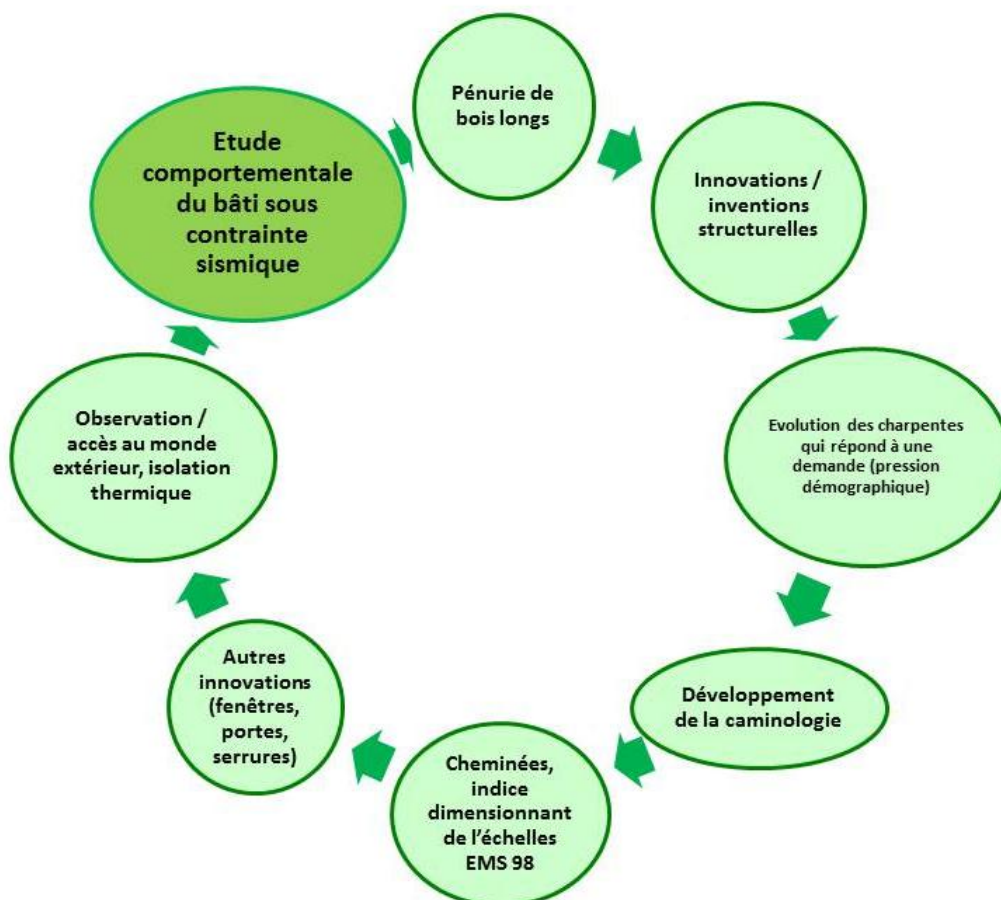 Pénurie de
bois longs
Innovations /
inventions
structurelles
Evolution des charpentes
qui répond à une
demande (pression
démographique)
Développement
de la caminologie
Cheminées,
indice
dimensionnant
de l'échelles
EMS 98
Autres
innovations
(fenêtres,
portes,
serrures)
Observation /
accès au monde
extérieur, isolation
thermique
Etude
comportementale
du bâti sous
contrainte
sismique